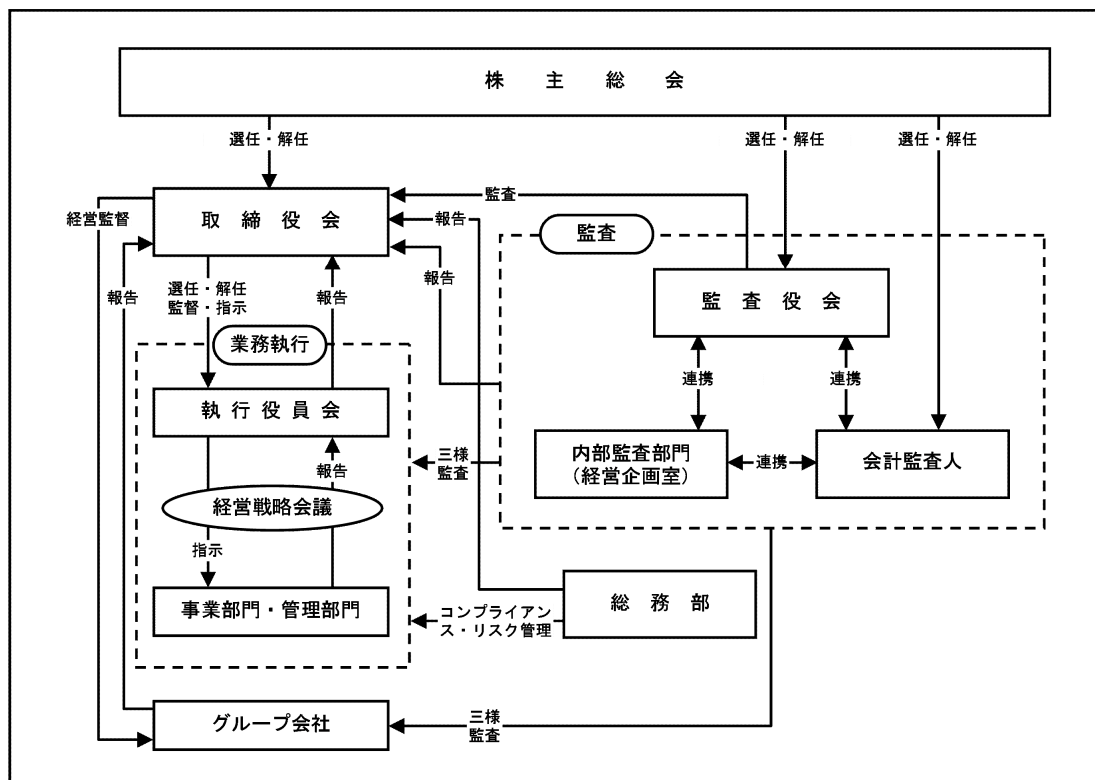 株主総会
選任・解任
選任・解任
選任・解任
監査
取締役会
経営監督
報告
監査
報告
報告
選任・解任
監督・指示
報告
監査役会
業務執行
連携
連携
執行役員会
内部監査部門
(経営企画室)
連携
会計監査人
三様
監査
報告
経営戦略会議
指示
総務部
事業部門・管理部門
コンプライアン
ス・リスク管理
グループ会社
三様
監査